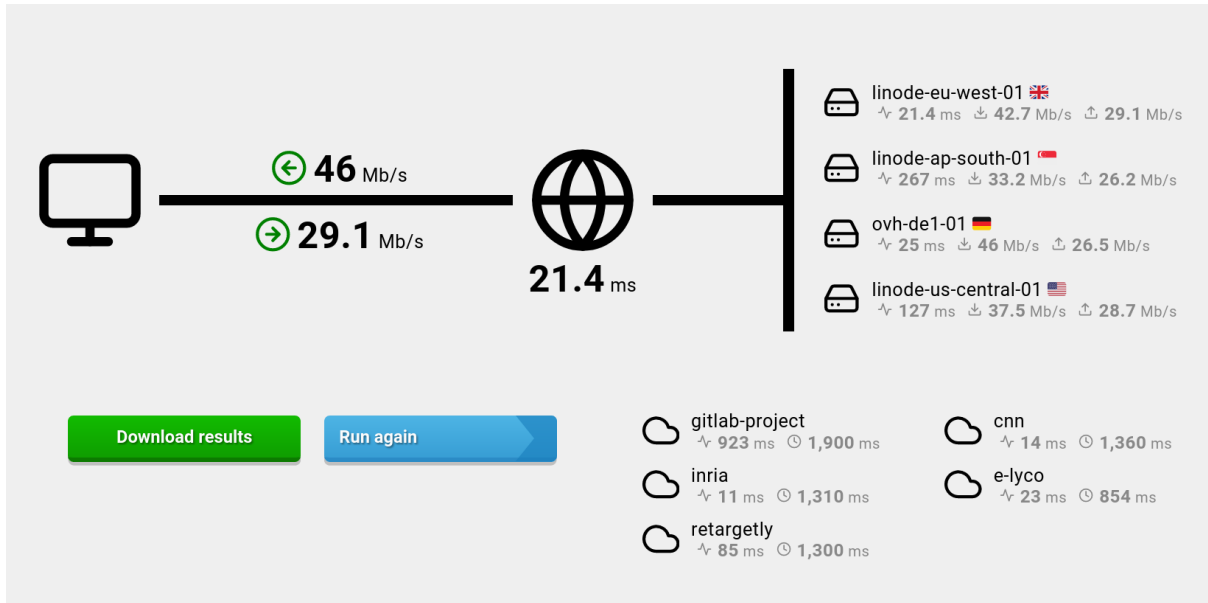 46 Mb/s
29.1 Mb/s
21.4 ms
linode-eu-west-01
21.4 ms 42.7 Mb/s 29.1 Mb/s
linode-ap-south-01
267 ms 33.2 Mb/s 26.2 Mb/s
ovh-de1-01
25 ms 46 Mb/s 26.5 Mb/s
linode-us-central-01
127 ms 37.5 Mb/s 28.7 Mb/s
Download results
Run again
gitlab-project
923 ms 1,900 ms
cnn
14 ms 1,360 ms
inria
11 ms 1,310 ms
e-lyco
23 ms 854 ms
retargetly
85 ms 1,300 ms